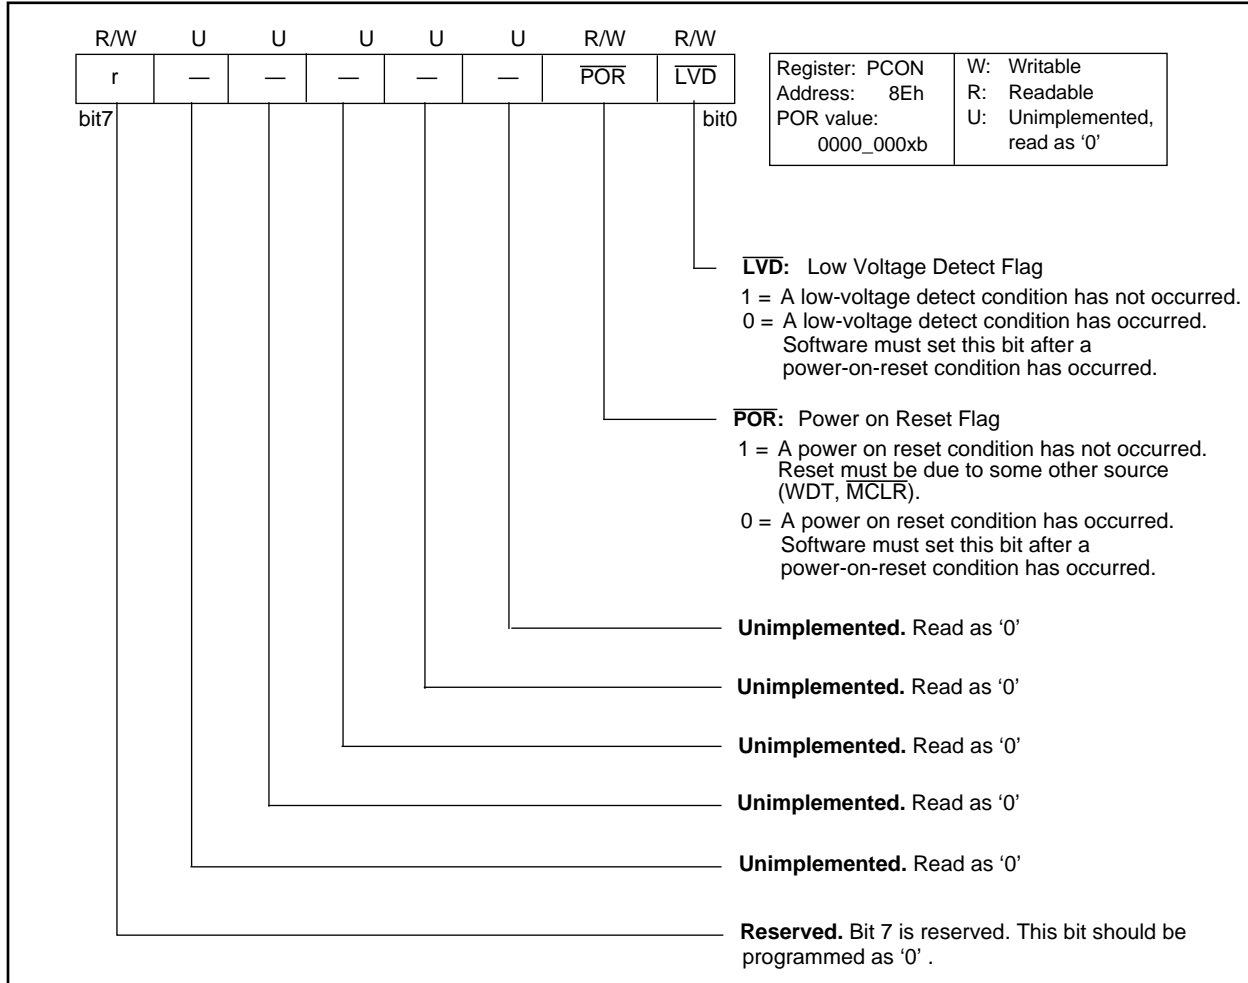 R/W U U U U U R/W R/W
r — — — — — P̅O̅R̅ L̅V̅D̅
bit7 bit0
Register: PCON
Address: 8Eh
POR value:
0000_000xb
W: Writable
R: Readable
U: Unimplemented,
read as ‘0’
L̅V̅D̅: Low Voltage Detect Flag
1 = A low-voltage detect condition has not occurred.
0 = A low-voltage detect condition has occurred.
Software must set this bit after a
power-on-reset condition has occurred.
P̅O̅R̅: Power on Reset Flag
1 = A power on reset condition has not occurred.
Reset must be due to some other source
(WDT, M̅C̅L̅R̅).
0 = A power on reset condition has occurred.
Software must set this bit after a
power-on-reset condition has occurred.
Unimplemented. Read as ‘0’
Unimplemented. Read as ‘0’
Unimplemented. Read as ‘0’
Unimplemented. Read as ‘0’
Unimplemented. Read as ‘0’
Reserved. Bit 7 is reserved. This bit should be
programmed as ‘0’ .